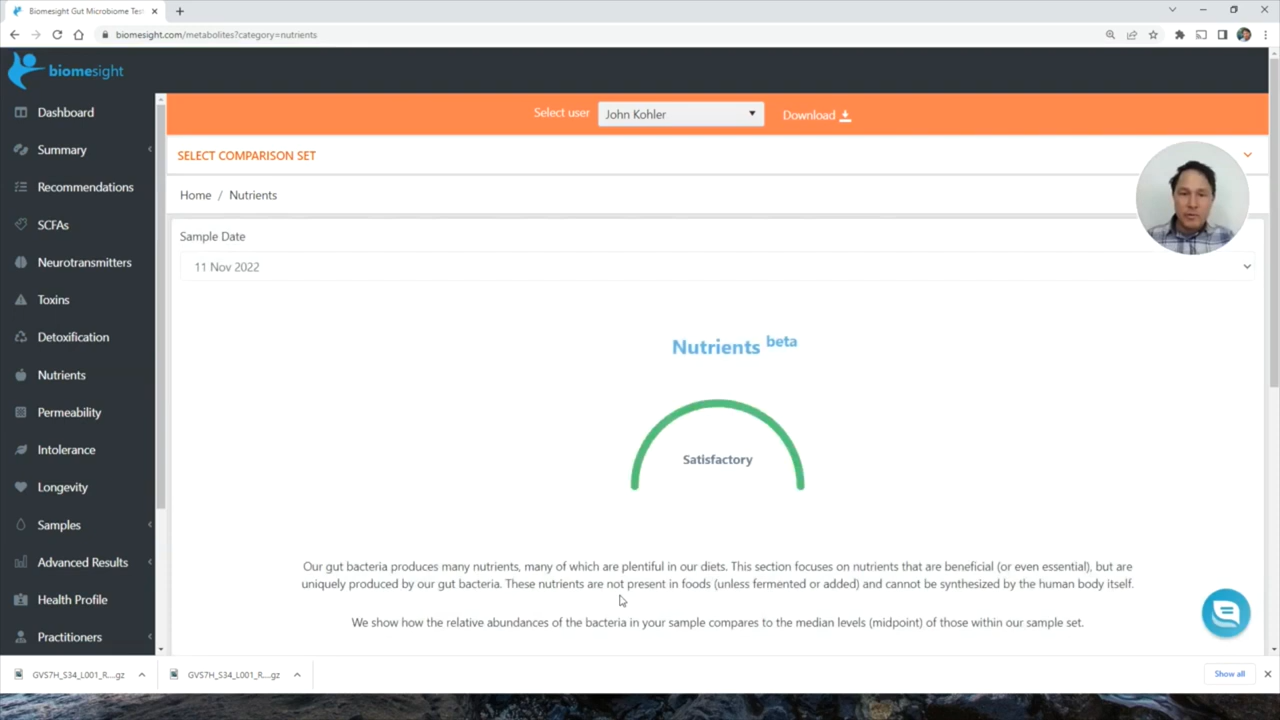 Biomesight Gut Microbiome Tes
biomesight.com/metabolites?category=nutrients
biomesight
Select user
John Kohler
Download
SELECT COMPARISON SET
Home / Nutrients
Dashboard
Summary
Recommendations
SCFAs
Neurotransmitters
Toxins
Detoxification
Nutrients
Permeability
Intolerance
Longevity
Samples
Advanced Results
Health Profile
Practitioners
Sample Date
11 Nov 2022
Nutrients beta
Satisfactory
Our gut bacteria produces many nutrients, many of which are plentiful in our diets. This section focuses on nutrients that are beneficial (or even essential), but are
uniquely produced by our gut bacteria. These nutrients are not present in foods (unless fermented or added) and cannot be synthesized by the human body itself.
We show how the relative abundances of the bacteria in your sample compares to the median levels (midpoint) of those within our sample set.
GVS7H_S34_L001_R....gz
GVS7H_S34_L001_R....gz
Show all